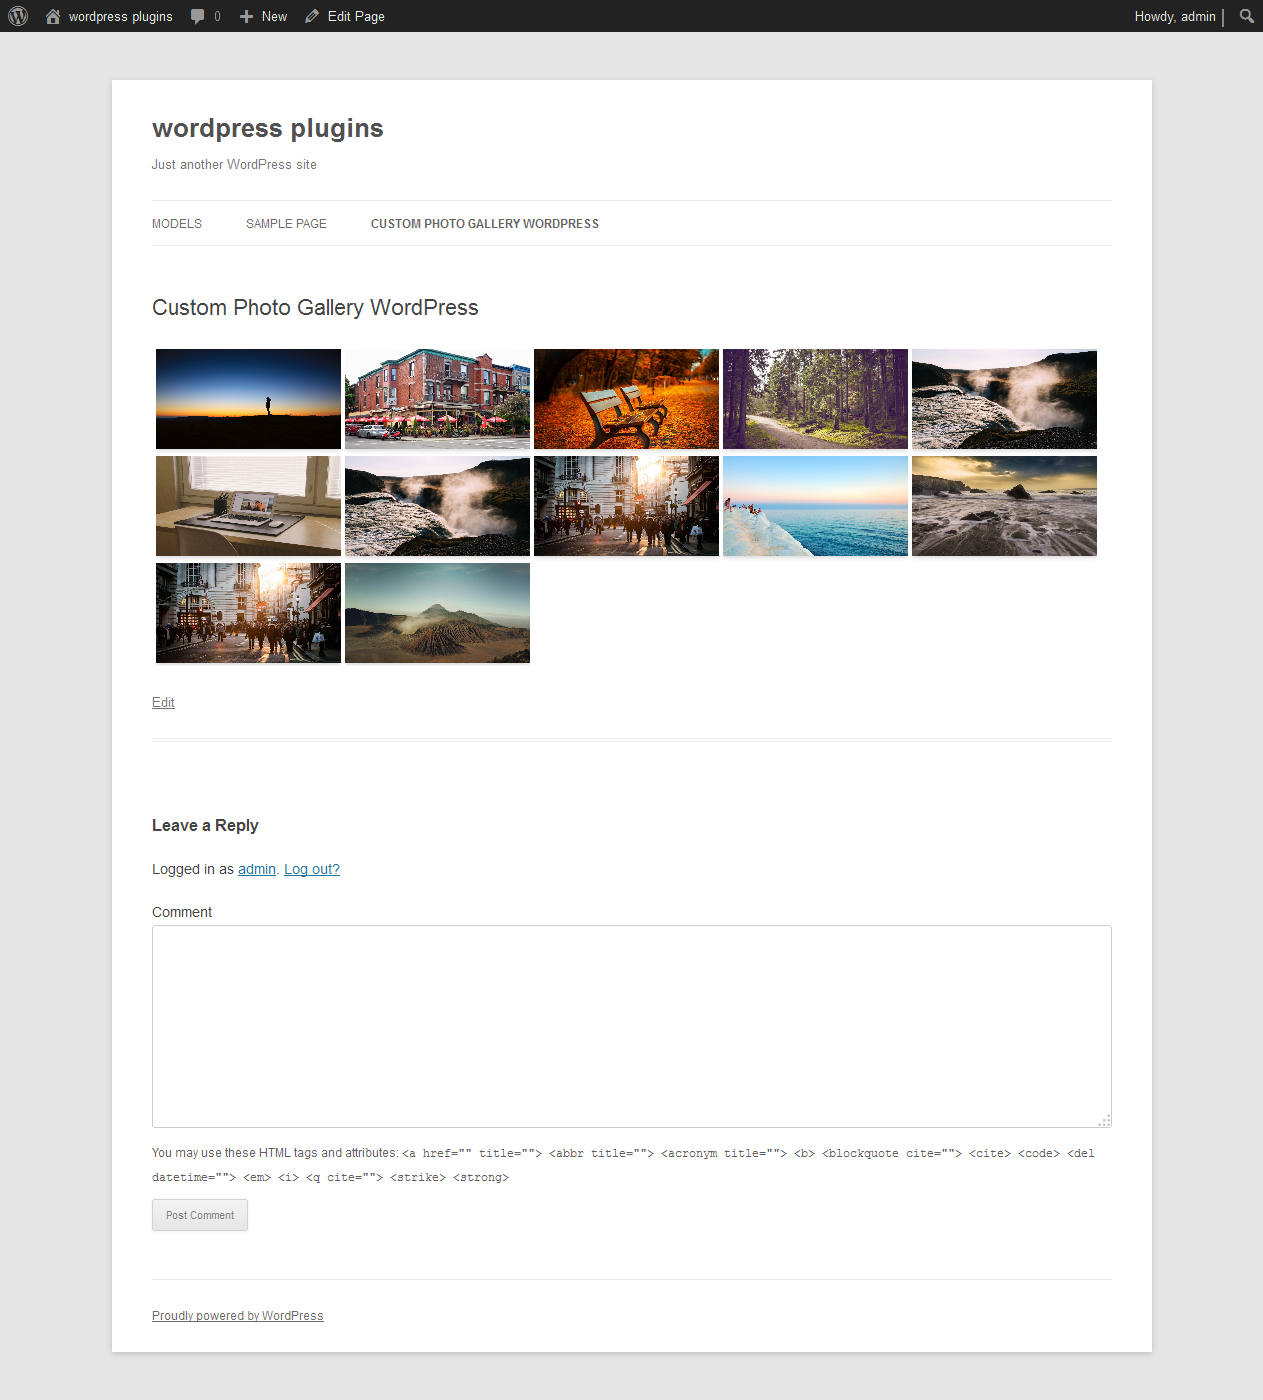 wordpress plugins 0 New Edit Page Howdy, admin
wordpress plugins
Just another WordPress site
MODELS SAMPLE PAGE CUSTOM PHOTO GALLERY WORDPRESS
Custom Photo Gallery WordPress
Edit
Leave a Reply
Logged in as admin. Log out?
Comment
You may use these HTML tags and attributes: <a href="" title=""> <abbr title=""> <acronym title=""> <b> <blockquote cite=""> <cite> <code> <del
datetime=""> <em> <i> <q cite=""> <strike> <strong>
Post Comment
Proudly powered by WordPress